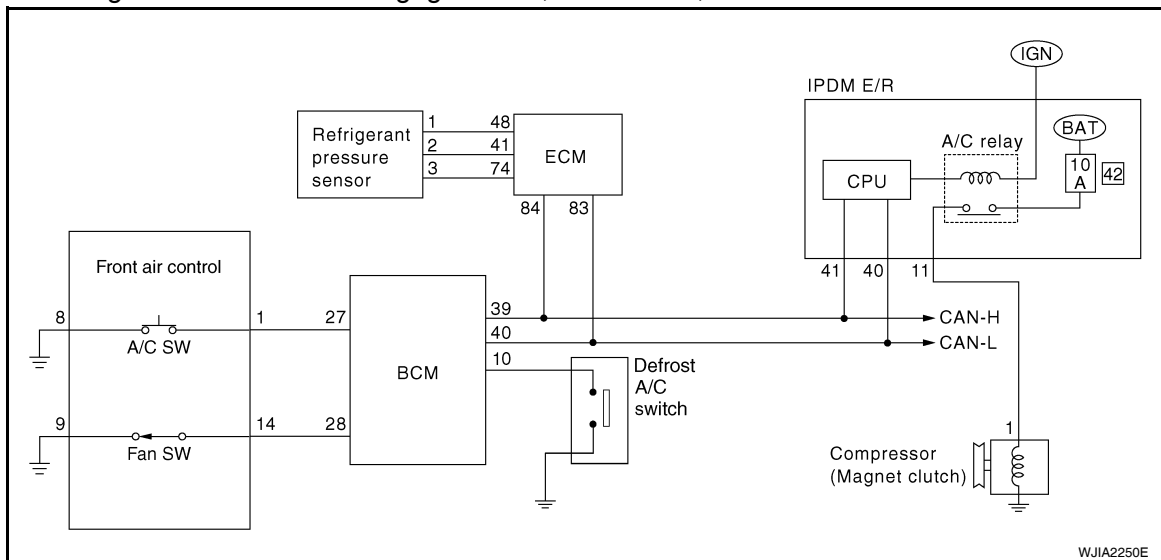 IGN
IPDM E/R
BAT
A/C relay
10
A
42
CPU
Refrigerant
pressure
sensor
1
2
3
48
41
74
ECM
84
83
41
40
11
Front air control
8
A/C SW
1
27
9
Fan SW
14
28
BCM
39
40
10
CAN-H
CAN-L
Defrost
A/C
switch
1
Compressor
(Magnet clutch)
WJIA2250E